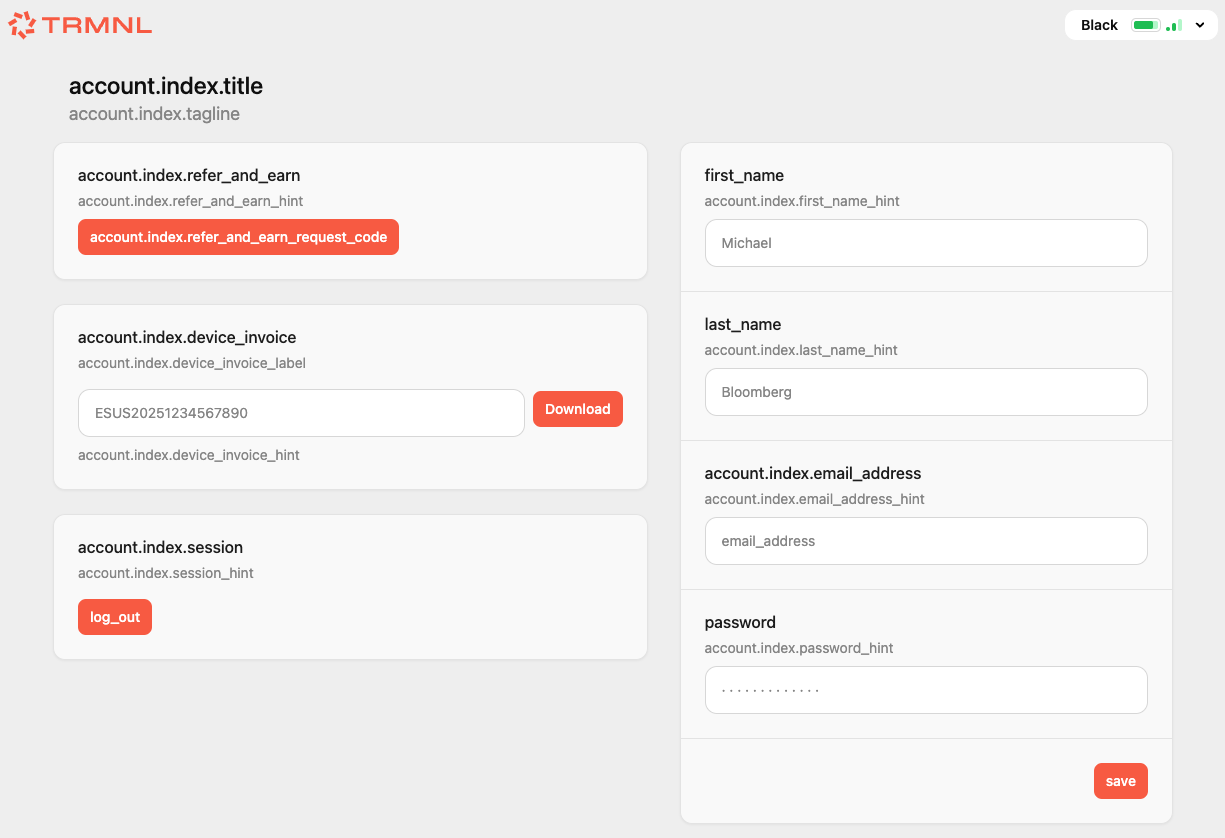 TRMNL
Black
account.index.title
account.index.tagline
account.index.refer_and_earn
account.index.refer_and_earn_hint
account.index.refer_and_earn_request_code
account.index.device_invoice
account.index.device_invoice_label
ESUS20251234567890
Download
account.index.device_invoice_hint
account.index.session
account.index.session_hint
log_out
first_name
account.index.first_name_hint
Michael
last_name
account.index.last_name_hint
Bloomberg
account.index.email_address
account.index.email_address_hint
email_address
password
account.index.password_hint
· · · · · · · · · · · · ·
save